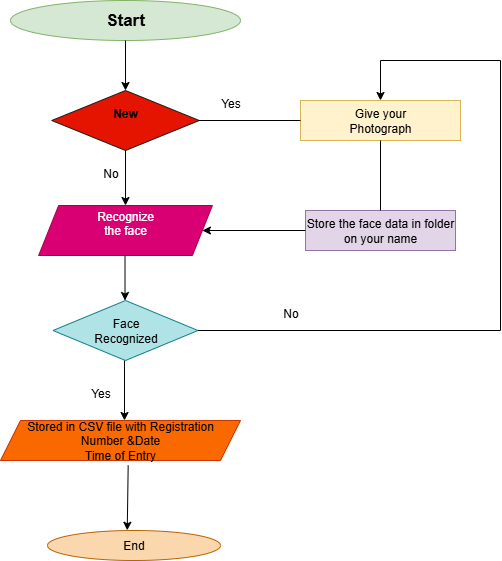 Start
New
Yes
Give your
Photograph
No
Recognize
the face
Store the face data in folder
on your name
Face
Recognized
No
Yes
Stored in CSV file with Registration
Number &Date
Time of Entry
End